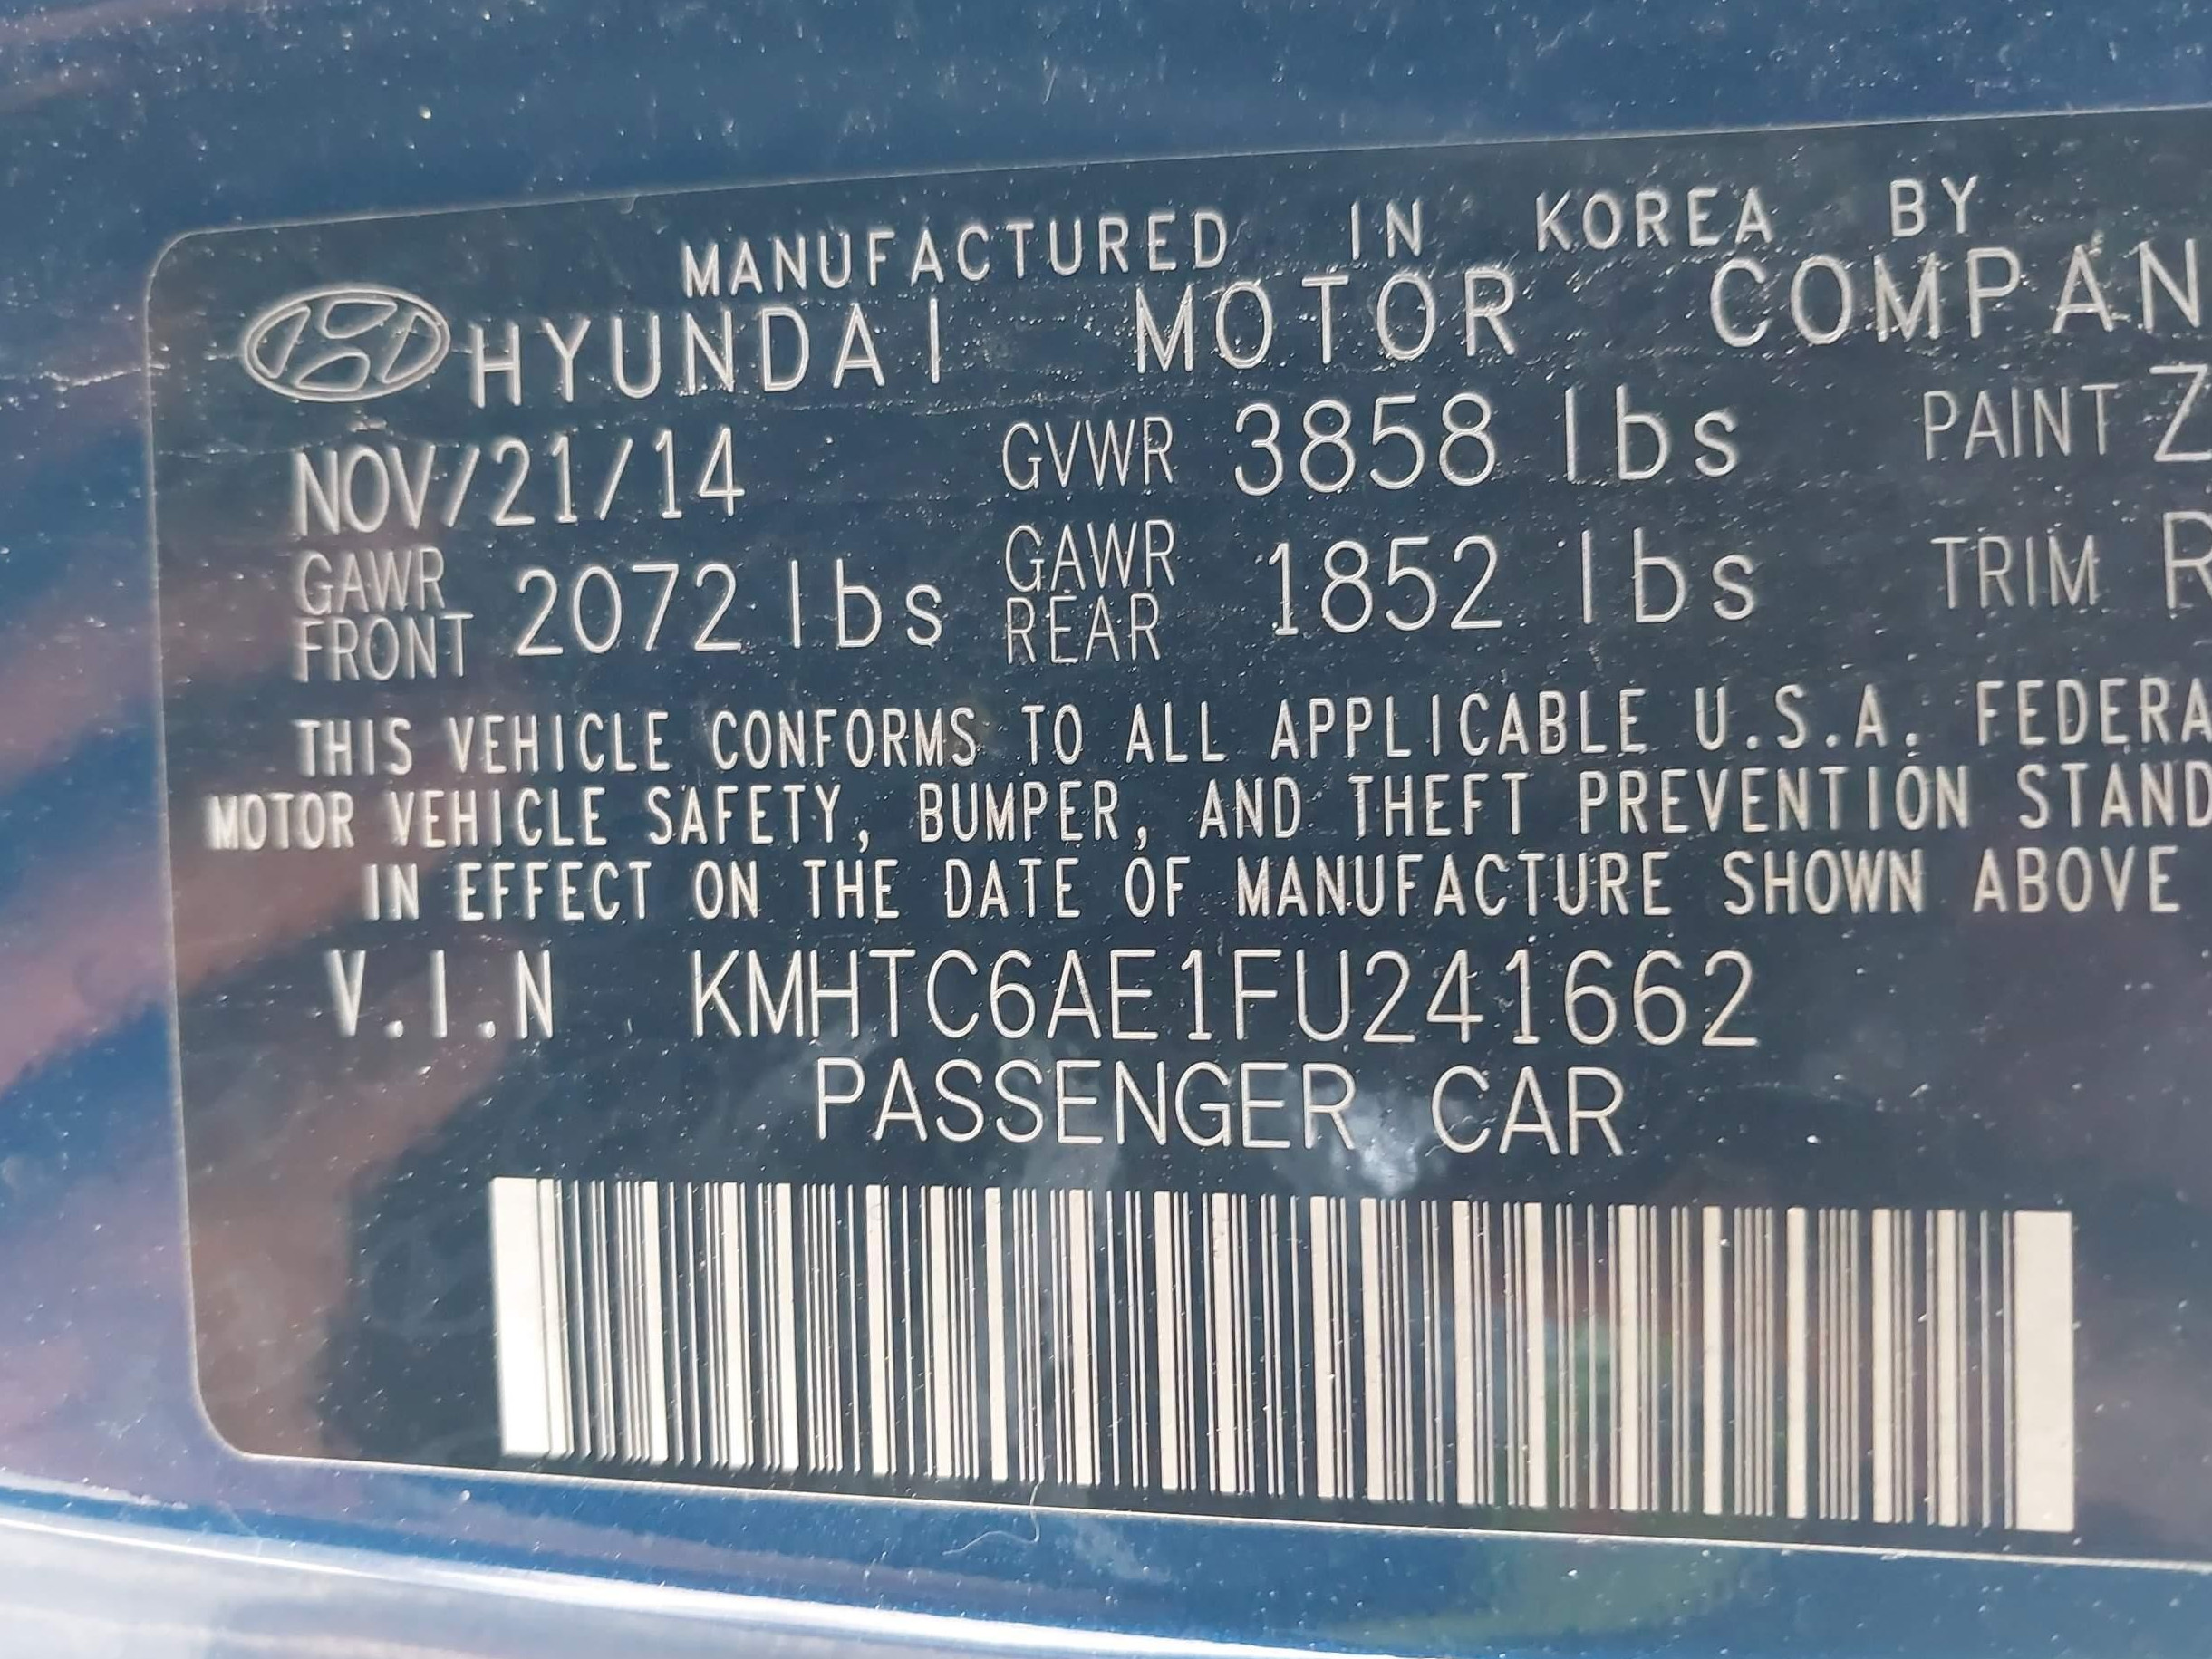 MANUFACTURED IN KOREA BY
HYUNDAI MOTOR COMPAN
NOV/21/14 GVWR 3858 lbs PAINT Z
GAWR FRONT 2072 lbs GAWR REAR 1852 lbs TRIM R
THIS VEHICLE CONFORMS TO ALL APPLICABLE U.S.A. FEDERA
MOTOR VEHICLE SAFETY, BUMPER, AND THEFT PREVENTION STAND
IN EFFECT ON THE DATE OF MANUFACTURE SHOWN ABOVE
V.I.N KMHTC6AE1FU241662
PASSENGER CAR